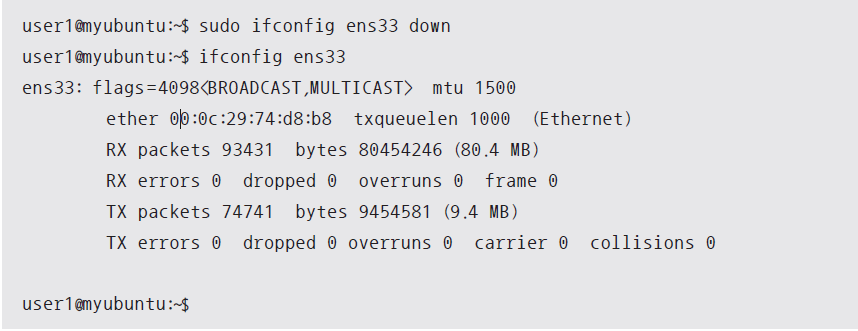 user1@myubuntu:~$ sudo ifconfig ens33 down
user1@myubuntu:~$ ifconfig ens33
ens33: flags=4098<BROADCAST,MULTICAST>  mtu 1500
        ether 00:0c:29:74:d8:b8  txqueuelen 1000  (Ethernet)
        RX packets 93431  bytes 80454246 (80.4 MB)
        RX errors 0  dropped 0  overruns 0  frame 0
        TX packets 74741  bytes 9454581 (9.4 MB)
        TX errors 0  dropped 0 overruns 0  carrier 0  collisions 0
user1@myubuntu:~$